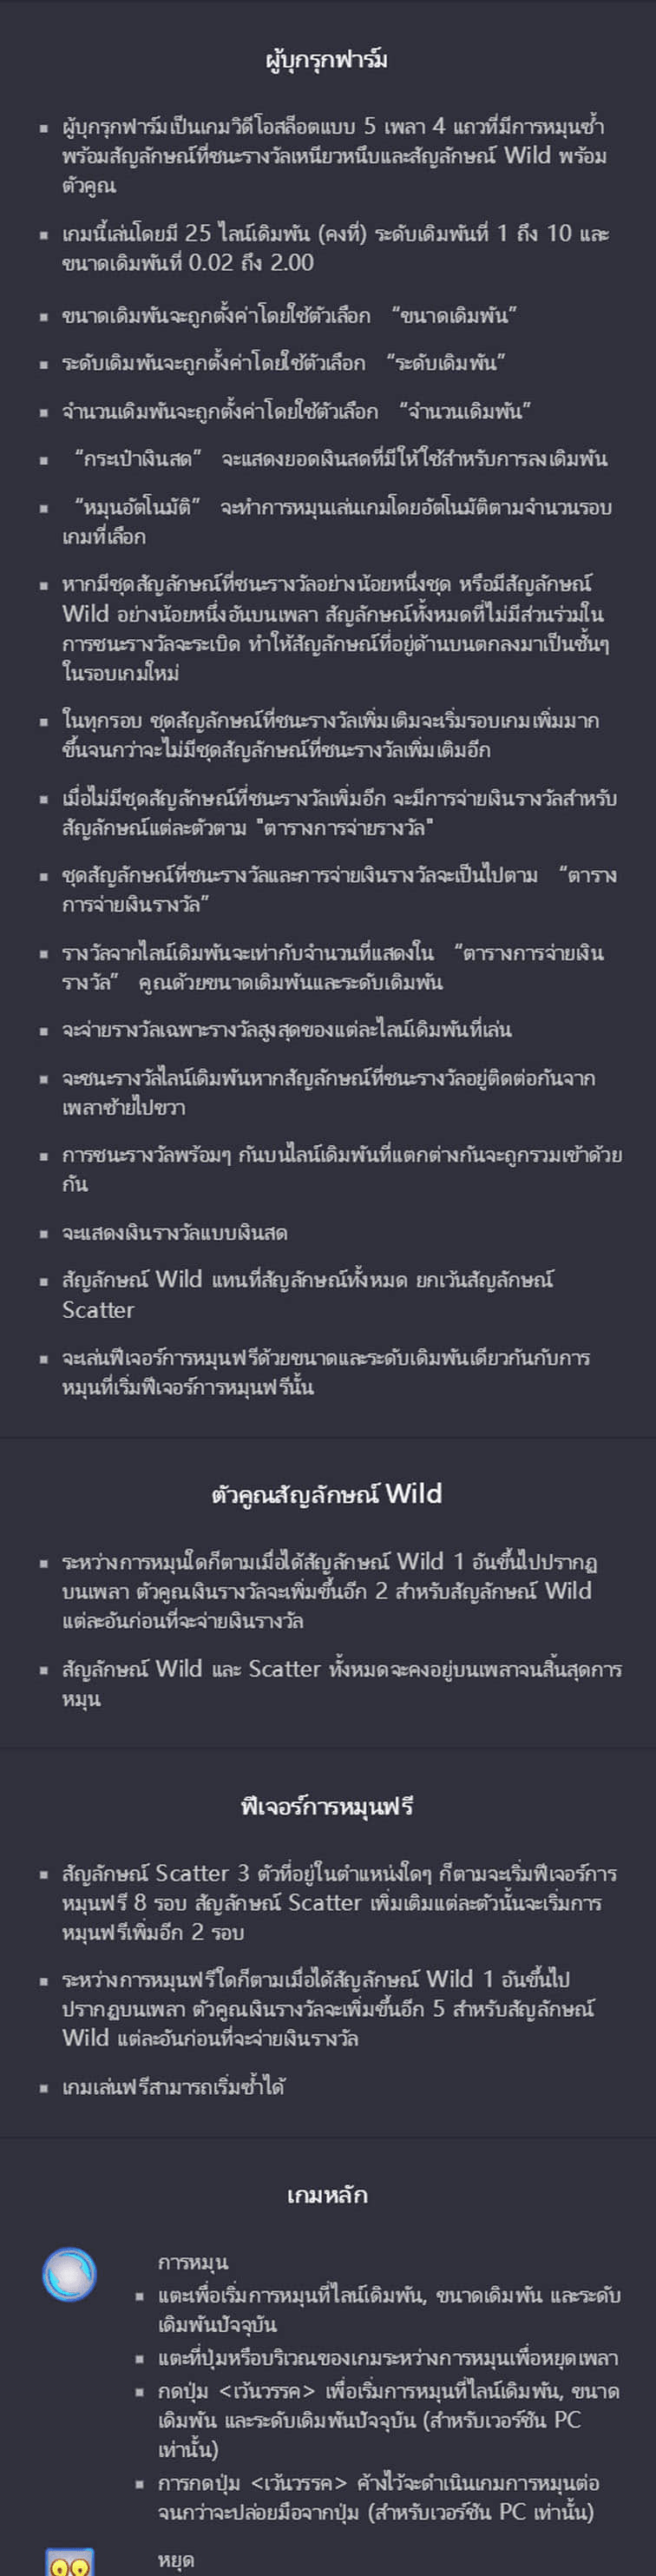 ผู้บุกรุกฟาร์ม
▪ ผู้บุกรุกฟาร์มเป็นเกมวิดีโอสล็อตแบบ 5 เพลา 4 แถวที่มีการหมุนซ้ำ
พร้อมสัญลักษณ์ที่ชนะรางวัลเหนียวหนึบและสัญลักษณ์ Wild พร้อม
ตัวคูณ
▪ เกมนี้เล่นโดยมี 25 ไลน์เดิมพัน (คงที่) ระดับเดิมพันที่ 1 ถึง 10 และ
ขนาดเดิมพันที่ 0.02 ถึง 2.00
▪ ขนาดเดิมพันจะถูกตั้งค่าโดยใช้ตัวเลือก “ขนาดเดิมพัน”
▪ ระดับเดิมพันจะถูกตั้งค่าโดยใช้ตัวเลือก “ระดับเดิมพัน”
▪ จำนวนเดิมพันจะถูกตั้งค่าโดยใช้ตัวเลือก “จำนวนเดิมพัน”
▪ “กระเป๋าเงินสด” จะแสดงยอดเงินสดที่มีให้ใช้สำหรับการลงเดิมพัน
▪ “หมุนอัตโนมัติ” จะทำการหมุนเล่นเกมโดยอัตโนมัติตามจำนวนรอบ
เกมที่เลือก
▪ หากมีชุดสัญลักษณ์ที่ชนะรางวัลอย่างน้อยหนึ่งชุด หรือมีสัญลักษณ์
Wild อย่างน้อยหนึ่งอันบนเพลา สัญลักษณ์ทั้งหมดที่ไม่มีส่วนร่วมใน
การชนะรางวัลจะระเบิด ทำให้สัญลักษณ์ที่อยู่ด้านบนตกลงมาเป็นชั้นๆ
ในรอบเกมใหม่
▪ ในทุกรอบ ชุดสัญลักษณ์ที่ชนะรางวัลเพิ่มเติมจะเริ่มรอบเกมเพิ่มมาก
ขึ้นจนกว่าจะไม่มีชุดสัญลักษณ์ที่ชนะรางวัลเพิ่มเติมอีก
▪ เมื่อไม่มีชุดสัญลักษณ์ที่ชนะรางวัลเพิ่มอีก จะมีการจ่ายเงินรางวัลสำหรับ
สัญลักษณ์แต่ละตัวตาม "ตารางการจ่ายรางวัล"
▪ ชุดสัญลักษณ์ที่ชนะรางวัลและการจ่ายเงินรางวัลจะเป็นไปตาม “ตาราง
การจ่ายเงินรางวัล”
▪ รางวัลจากไลน์เดิมพันจะเท่ากับจำนวนที่แสดงใน “ตารางการจ่ายเงิน
รางวัล” คูณด้วยขนาดเดิมพันและระดับเดิมพัน
▪ จะจ่ายรางวัลเฉพาะรางวัลสูงสุดของแต่ละไลน์เดิมพันที่เล่น
▪ จะชนะรางวัลไลน์เดิมพันหากสัญลักษณ์ที่ชนะรางวัลอยู่ติดต่อกันจาก
เพลาซ้ายไปขวา
▪ การชนะรางวัลพร้อมๆ กันบนไลน์เดิมพันที่แตกต่างกันจะถูกรวมเข้าด้วย
กัน
▪ จะแสดงเงินรางวัลแบบเงินสด
▪ สัญลักษณ์ Wild แทนที่สัญลักษณ์ทั้งหมด ยกเว้นสัญลักษณ์
Scatter
▪ จะเล่นฟีเจอร์การหมุนฟรีด้วยขนาดและระดับเดิมพันเดียวกันกับการ
หมุนที่เริ่มฟีเจอร์การหมุนฟรีนั้น
ตัวคูณสัญลักษณ์ Wild
▪ ระหว่างการหมุนใดก็ตามเมื่อได้สัญลักษณ์ Wild 1 อันขึ้นไปปรากฏ
บนเพลา ตัวคูณเงินรางวัลจะเพิ่มขึ้นอีก 2 สำหรับสัญลักษณ์ Wild
แต่ละอันก่อนที่จะจ่ายเงินรางวัล
▪ สัญลักษณ์ Wild และ Scatter ทั้งหมดจะคงอยู่บนเพลาจนสิ้นสุดการ
หมุน
ฟีเจอร์การหมุนฟรี
▪ สัญลักษณ์ Scatter 3 ตัวที่อยู่ในตำแหน่งใดๆ ก็ตามจะเริ่มฟีเจอร์การ
หมุนฟรี 8 รอบ สัญลักษณ์ Scatter เพิ่มเติมแต่ละตัวนั้นจะเริ่มการ
หมุนฟรีเพิ่มอีก 2 รอบ
▪ ระหว่างการหมุนฟรีใดก็ตามเมื่อได้สัญลักษณ์ Wild 1 อันขึ้นไป
ปรากฏบนเพลา ตัวคูณเงินรางวัลจะเพิ่มขึ้นอีก 5 สำหรับสัญลักษณ์
Wild แต่ละอันก่อนที่จะจ่ายเงินรางวัล
▪ เกมเล่นฟรีสามารถเริ่มซ้ำได้
เกมหลัก
การหมุน
▪ แตะเพื่อเริ่มการหมุนที่ไลน์เดิมพัน, ขนาดเดิมพัน และระดับ
เดิมพันปัจจุบัน
▪ แตะที่ปุ่มหรือบริเวณของเกมระหว่างการหมุนเพื่อหยุดเพลา
▪ กดปุ่ม <เว้นวรรค> เพื่อเริ่มการหมุนที่ไลน์เดิมพัน, ขนาด
เดิมพัน และระดับเดิมพันปัจจุบัน (สำหรับเวอร์ชัน PC
เท่านั้น)
▪ การกดปุ่ม <เว้นวรรค> ค้างไว้จะดำเนินเกมการหมุนต่อ
จนกว่าจะปล่อยมือจากปุ่ม (สำหรับเวอร์ชัน PC เท่านั้น)
หยุด